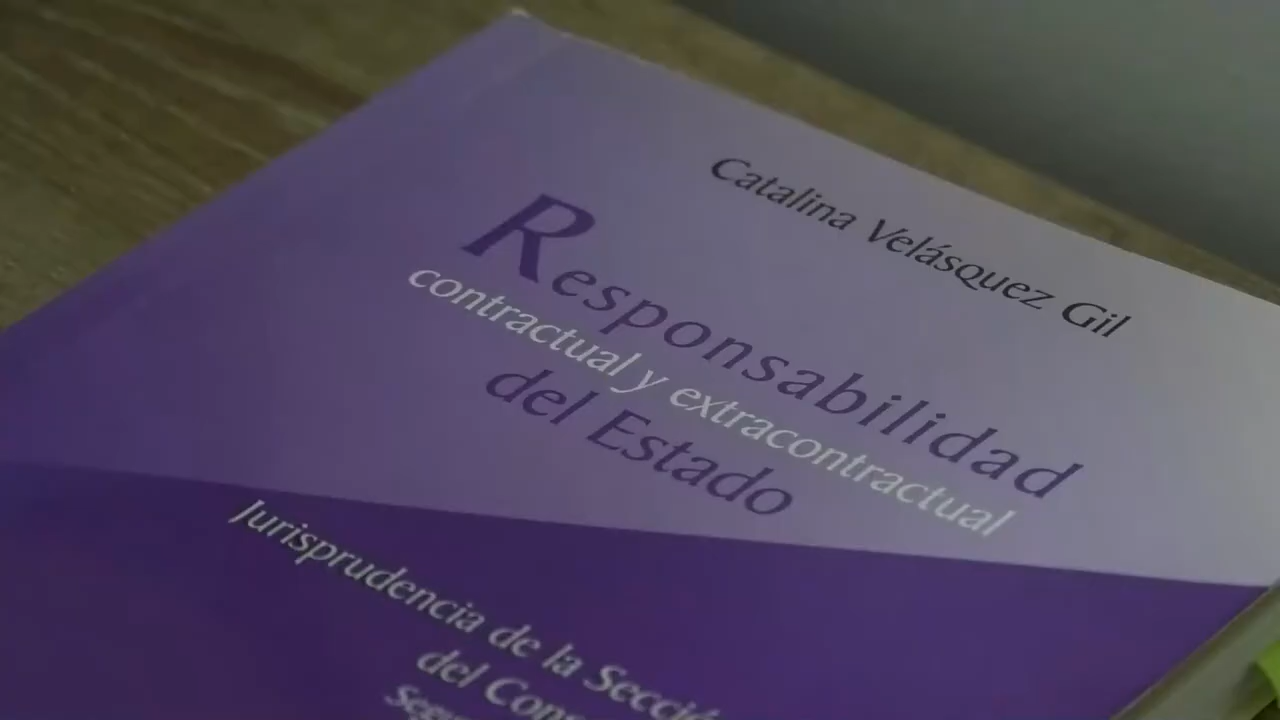 Catalina Velásquez Gil
Responsabilidad
contractual y extracontractual
del Estado
Jurisprudencia de la
del